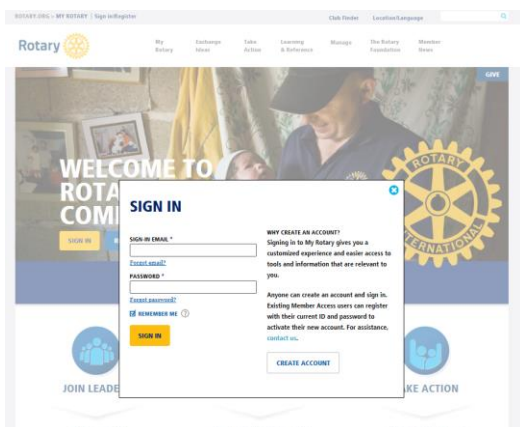 ROTARY.ORG > MY ROTARY | Sign in/Register
Club Finder Location/Language
Rotary
My Rotary
Exchange Ideas
Take Action
Learning & Reference
Manage
The Rotary Foundation
Member News
GIVE
WELCOME TO
ROTA
COM
SIGN IN
ROTARY
ERNATION
SIGN IN
SIGN-IN EMAIL *
Forgot email?
PASSWORD *
Forgot password?
REMEMBER ME ?
SIGN IN
WHY CREATE AN ACCOUNT?
Signing in to My Rotary gives you a
customized experience and easier access to
tools and information that are relevant to
you.
Anyone can create an account and sign in.
Existing Member Access users can register
with their current ID and password to
activate their new account. For assistance,
contact us.
CREATE ACCOUNT
JOIN LEADE
KE ACTION